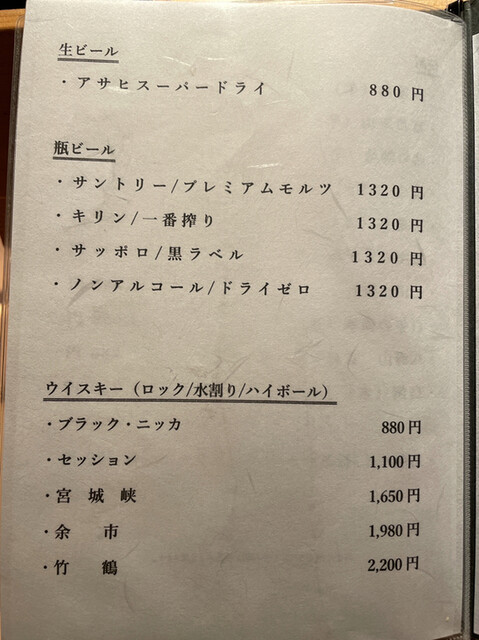 生ビール
・アサヒスーパードライ 880円
瓶ビール
・サントリー/プレミアムモルツ 1320円
・キリン/一番搾り 1320円
・サッポロ/黒ラベル 1320円
・ノンアルコール/ドライゼロ 1320円
ウイスキー（ロック/水割り/ハイボール）
・ブラック・ニッカ 880円
・セッション 1,100円
・宮城峡 1,650円
・余市 1,980円
・竹鶴 2,200円